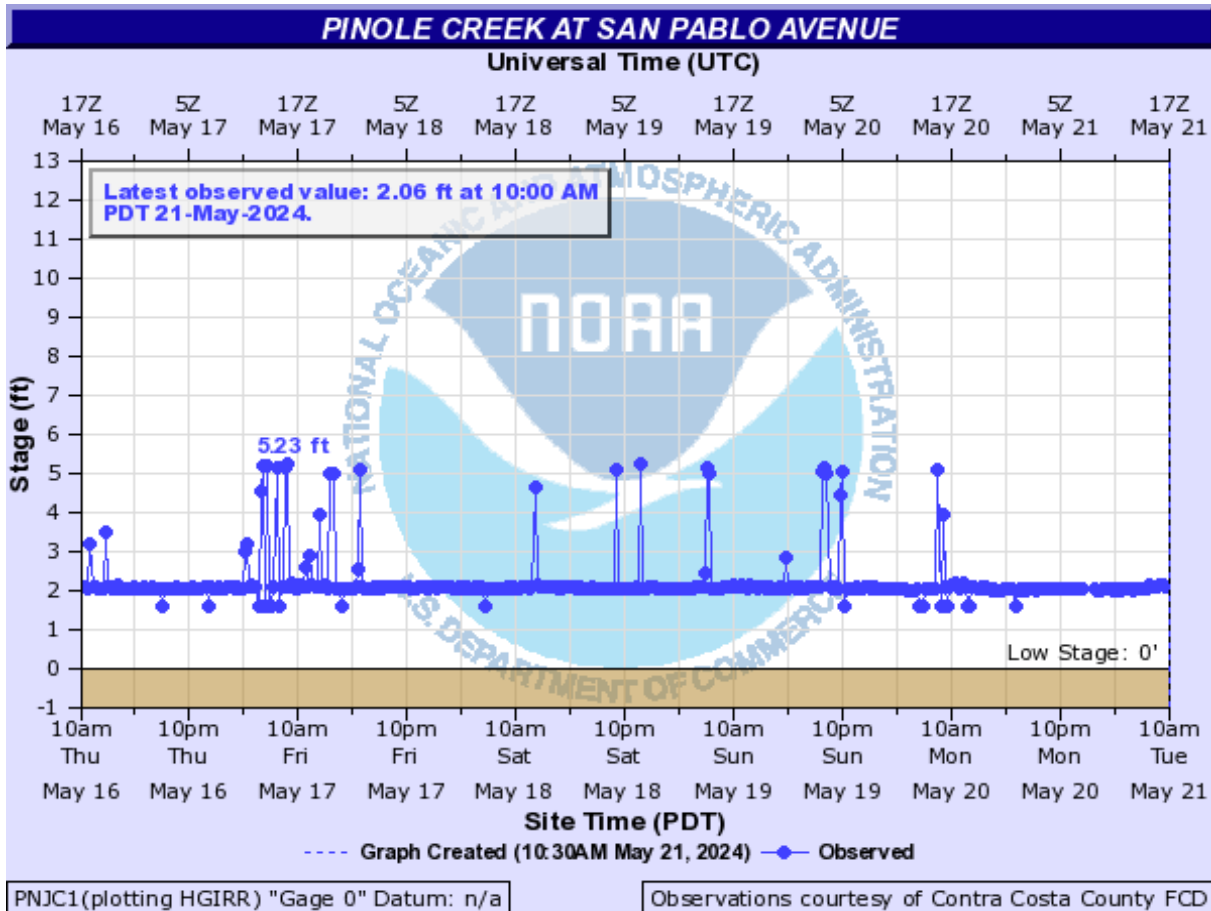 PINOLE CREEK AT SAN PABLO AVENUE
Universal Time (UTC)
17Z 5Z 17Z 5Z 17Z 5Z 17Z 5Z 17Z 5Z 17Z
May 16 May 17 May 17 May 18 May 18 May 19 May 19 May 20 May 20 May 21 May 21
13
12
11
10
9
8
7
6
5
4
3
2
1
0
-1
Stage (ft)
Latest observed value: 2.06 ft at 10:00 AM
PDT 21-May-2024.
NATIONAL OCEANIC AND ATMOSPHERIC ADMINISTRATION
NOAA
U.S. DEPARTMENT OF COMMERCE
5.23 ft
Low Stage: 0'
10am 10pm 10am 10pm 10am 10pm 10am 10pm 10am 10pm 10am
Thu Thu Fri Fri Sat Sat Sun Sun Mon Mon Tue
May 16 May 16 May 17 May 17 May 18 May 18 May 19 May 19 May 20 May 20 May 21
Site Time (PDT)
Graph Created (10:30AM May 21, 2024) Observed
PNJC1(plotting HGIRR) "Gage 0" Datum: n/a
Observations courtesy of Contra Costa County FCD